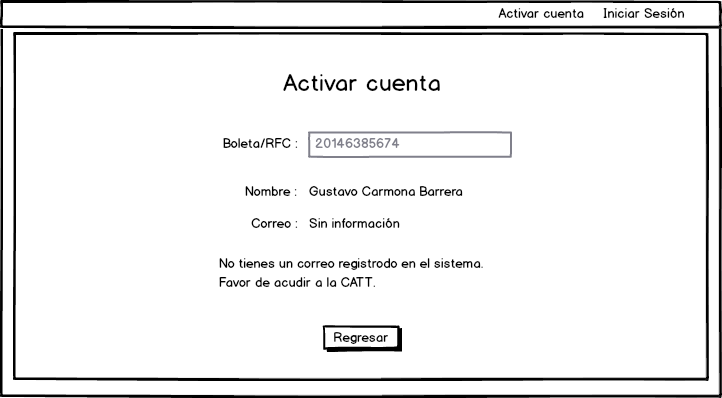 Activar cuenta Iniciar Sesión
Activar cuenta
Boleta/RFC : 20146385674
Nombre : Gustavo Carmona Barrera
Correo : Sin información
No tienes un correo registrodo en el sistema.
Favor de acudir a la CATT.
Regresar